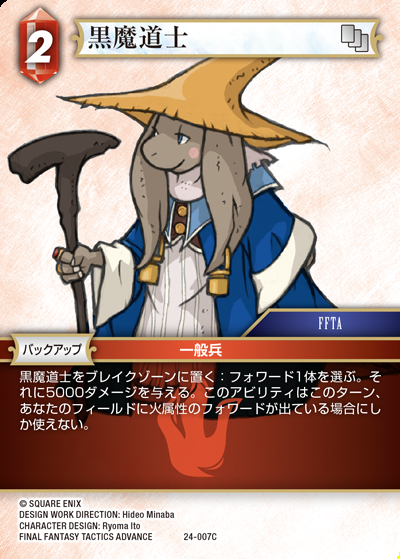 2
黒魔道士
FFTA
バックアップ
一般兵
黒魔道士をブレイクゾーンに置く：フォワード1体を選ぶ。そ
れに5000ダメージを与える。このアビリティはこのターン、
あなたのフィールドに火属性のフォワードが出ている場合にし
か使えない。
© SQUARE ENIX
DESIGN WORK DIRECTION: Hideo Minaba
CHARACTER DESIGN: Ryoma Ito
FINAL FANTASY TACTICS ADVANCE
24-007C